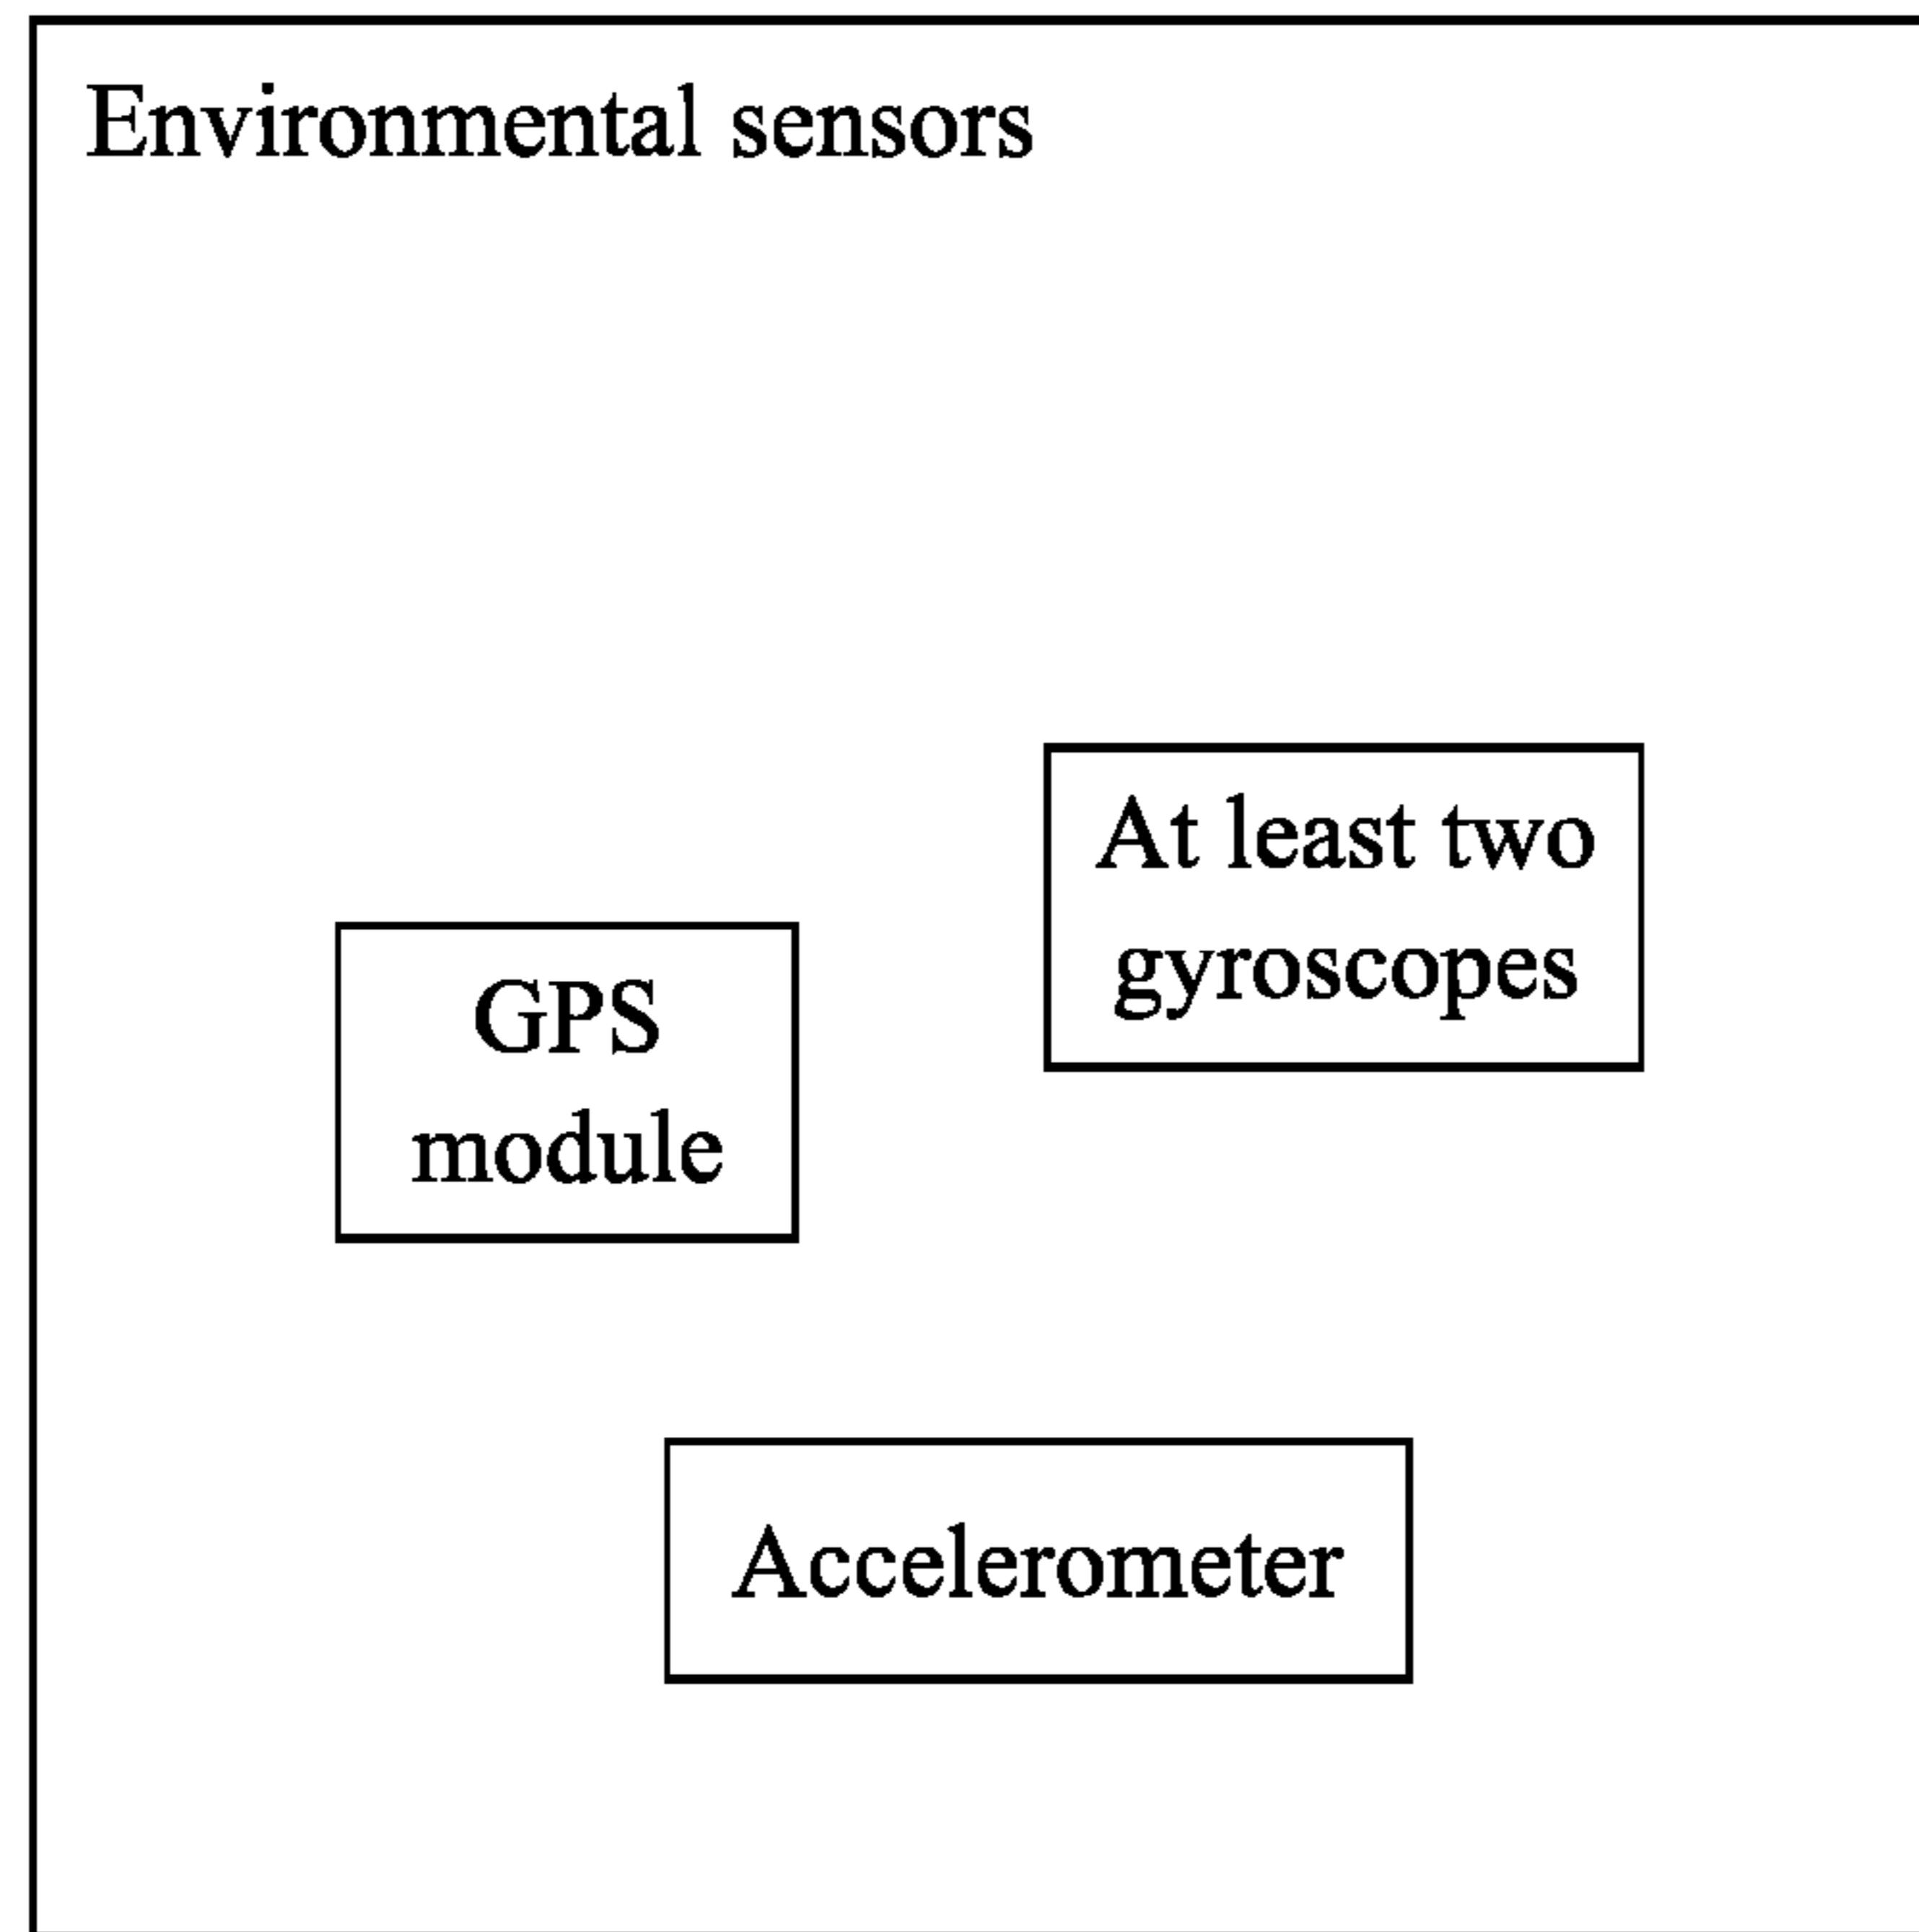 Environmental sensors
At least two
gyroscopes
GPS
module
Accelerometer